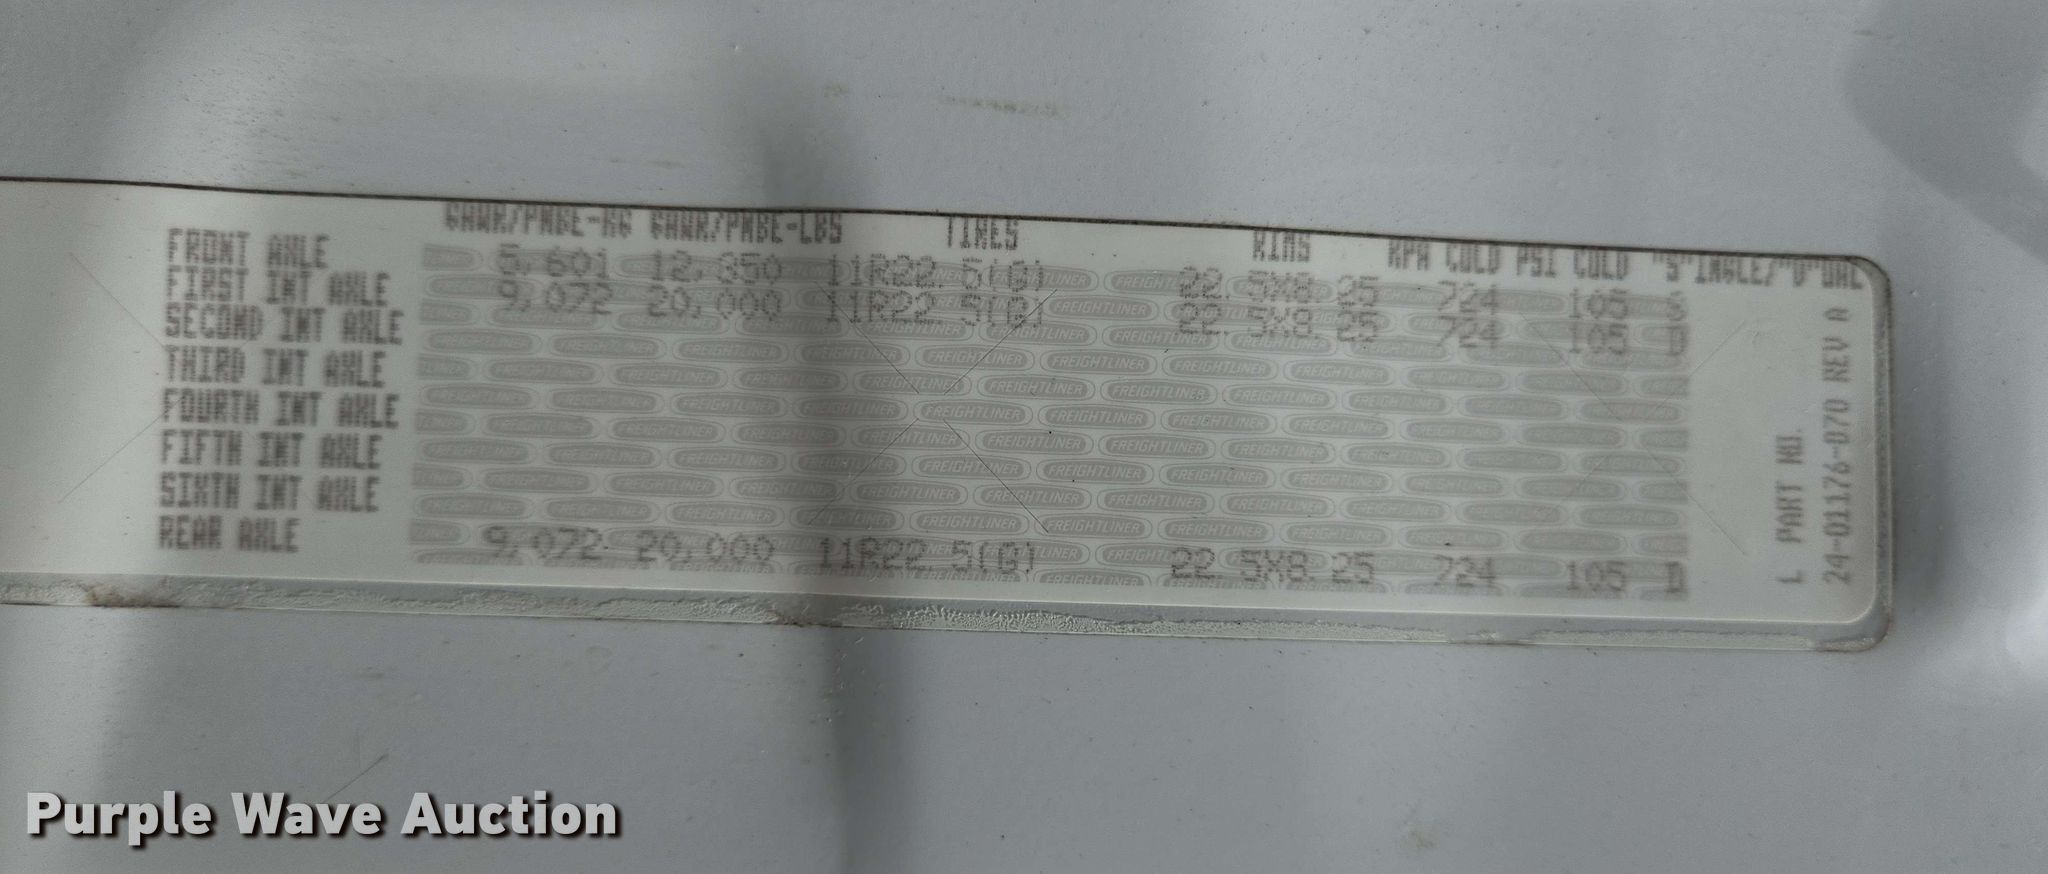 GAWR/PNBE-KG GAWR/PNBE-LBS TIRES RIMS KPA COLD PSI COLD "S"INGLE/"D"UAL
FRONT AXLE 5,601 12,350 11R22.5(G) 22.5X8.25 724 105 S
FIRST INT AXLE 9,072 20,000 11R22.5(G) 22.5X8.25 724 105 D
SECOND INT AXLE
THIRD INT AXLE
FOURTH INT AXLE
FIFTH INT AXLE
SIXTH INT AXLE
REAR AXLE 9,072 20,000 11R22.5(G) 22.5X8.25 724 105 D
L PART NO.
24-01176-070 REV A
FREIGHTLINER
Purple Wave Auction